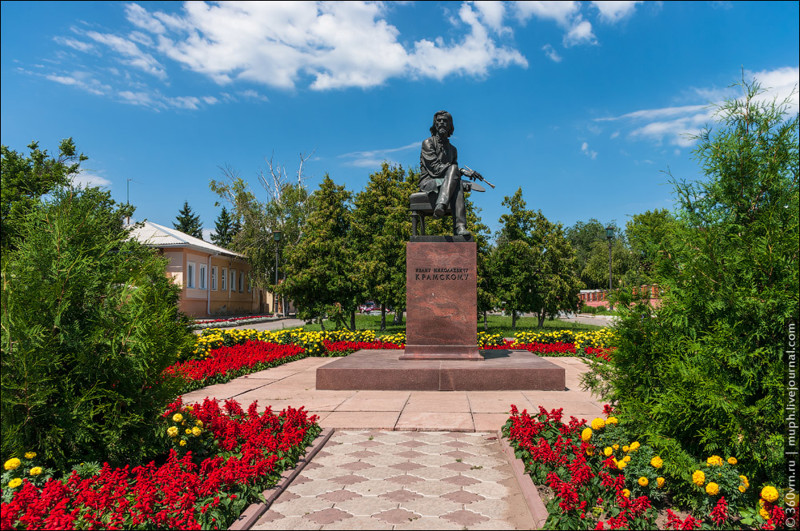 ИВАНУ НИКОЛАЕВИЧУ
КРАМСКОМУ
© 360vrn.ru | muph.livejournal.com